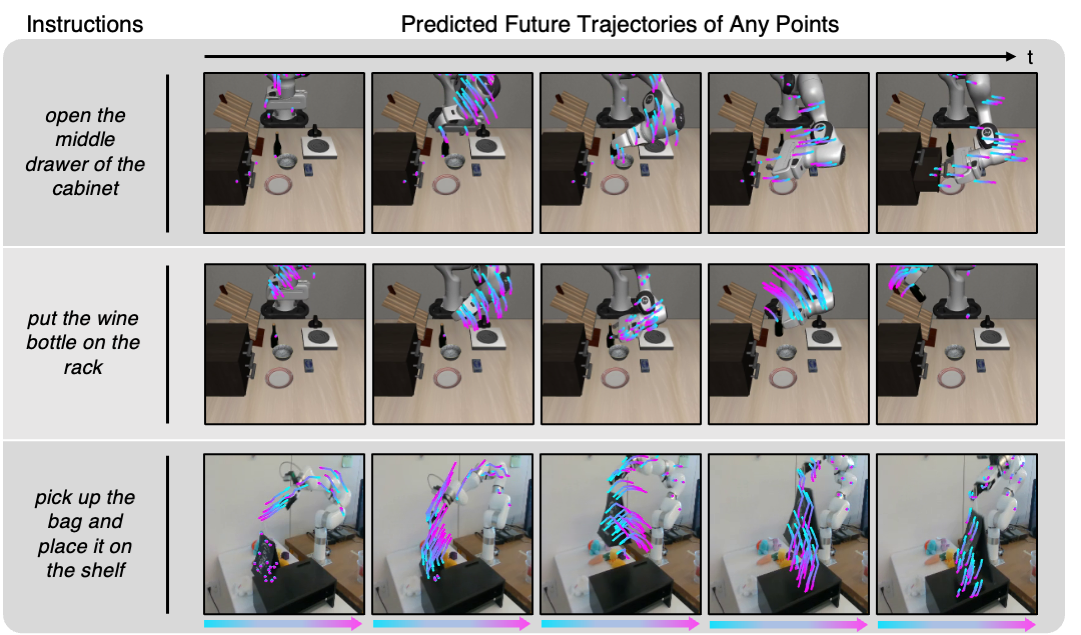 Instructions
Predicted Future Trajectories of Any Points
t
open the
middle
drawer of the
cabinet
put the wine
bottle on the
rack
pick up the
bag and
place it on
the shelf